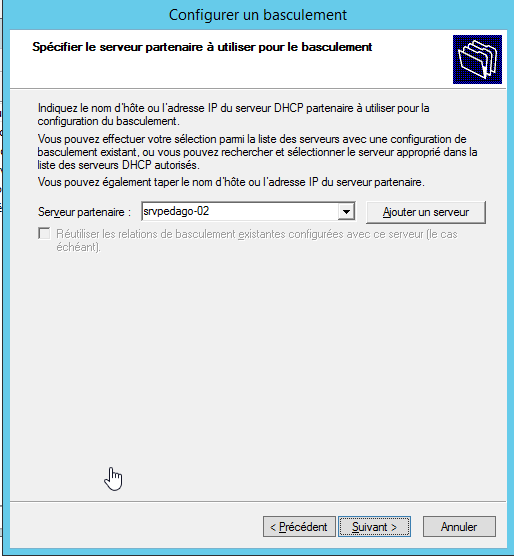 Configurer un basculement
Spécifier le serveur partenaire à utiliser pour le basculement
Indiquez le nom d'hôte ou l'adresse IP du serveur DHCP partenaire à utiliser pour la
configuration du basculement.
Vous pouvez effectuer votre sélection parmi la liste des serveurs avec une configuration de
basculement existant, ou vous pouvez rechercher et sélectionner le serveur approprié dans la
liste des serveurs DHCP autorisés.
Vous pouvez également taper le nom d'hôte ou l'adresse IP du serveur partenaire.
Serveur partenaire : srvpedago-02 Ajouter un serveur
Réutiliser les relations de basculement existantes configurées avec ce serveur (le cas
échéant).
< Précédent Suivant > Annuler